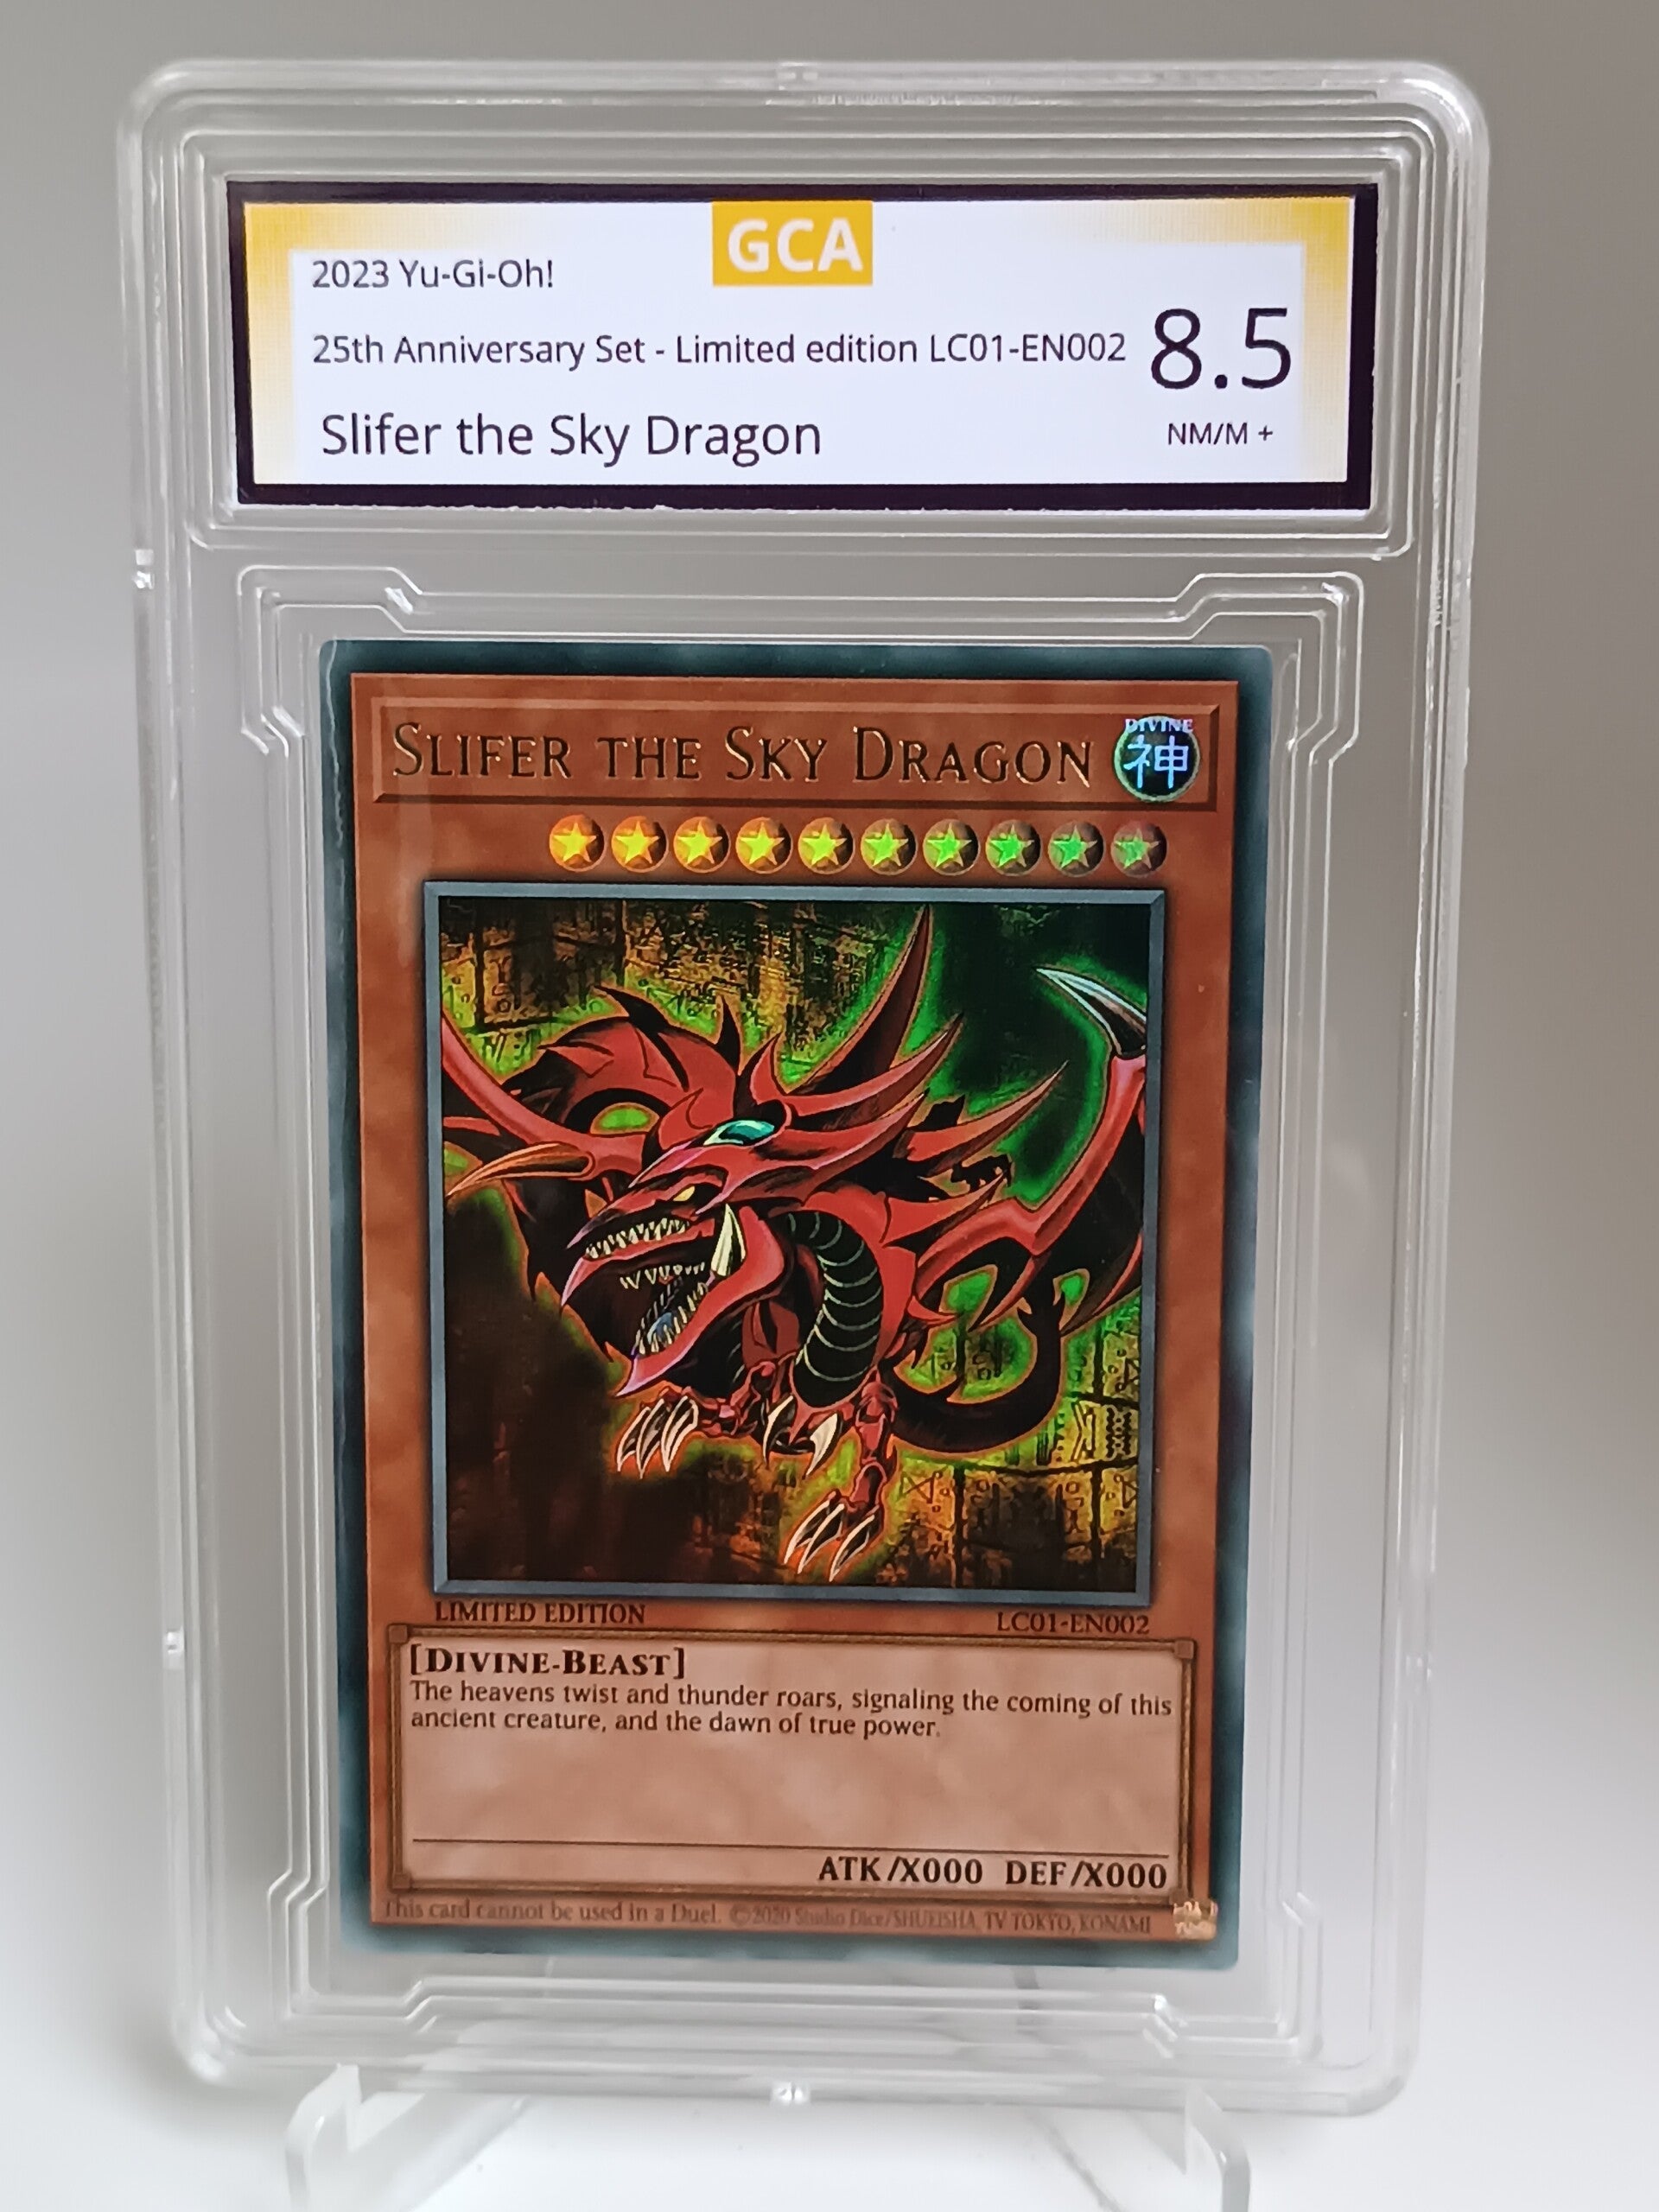 GCA
2023 Yu-Gi-Oh!
25th Anniversary Set - Limited edition LC01-EN002
8.5
Slifer the Sky Dragon
NM/M +
SLIFER THE SKY DRAGON
DIVINE
神
LIMITED EDITION
LC01-EN002
[DIVINE-BEAST]
The heavens twist and thunder roars, signaling the coming of this
ancient creature, and the dawn of true power.
ATK/X000 DEF/X000
This card cannot be used in a Duel. ©2020 Studio Dice/SHUEISHA, TV TOKYO, KONAMI